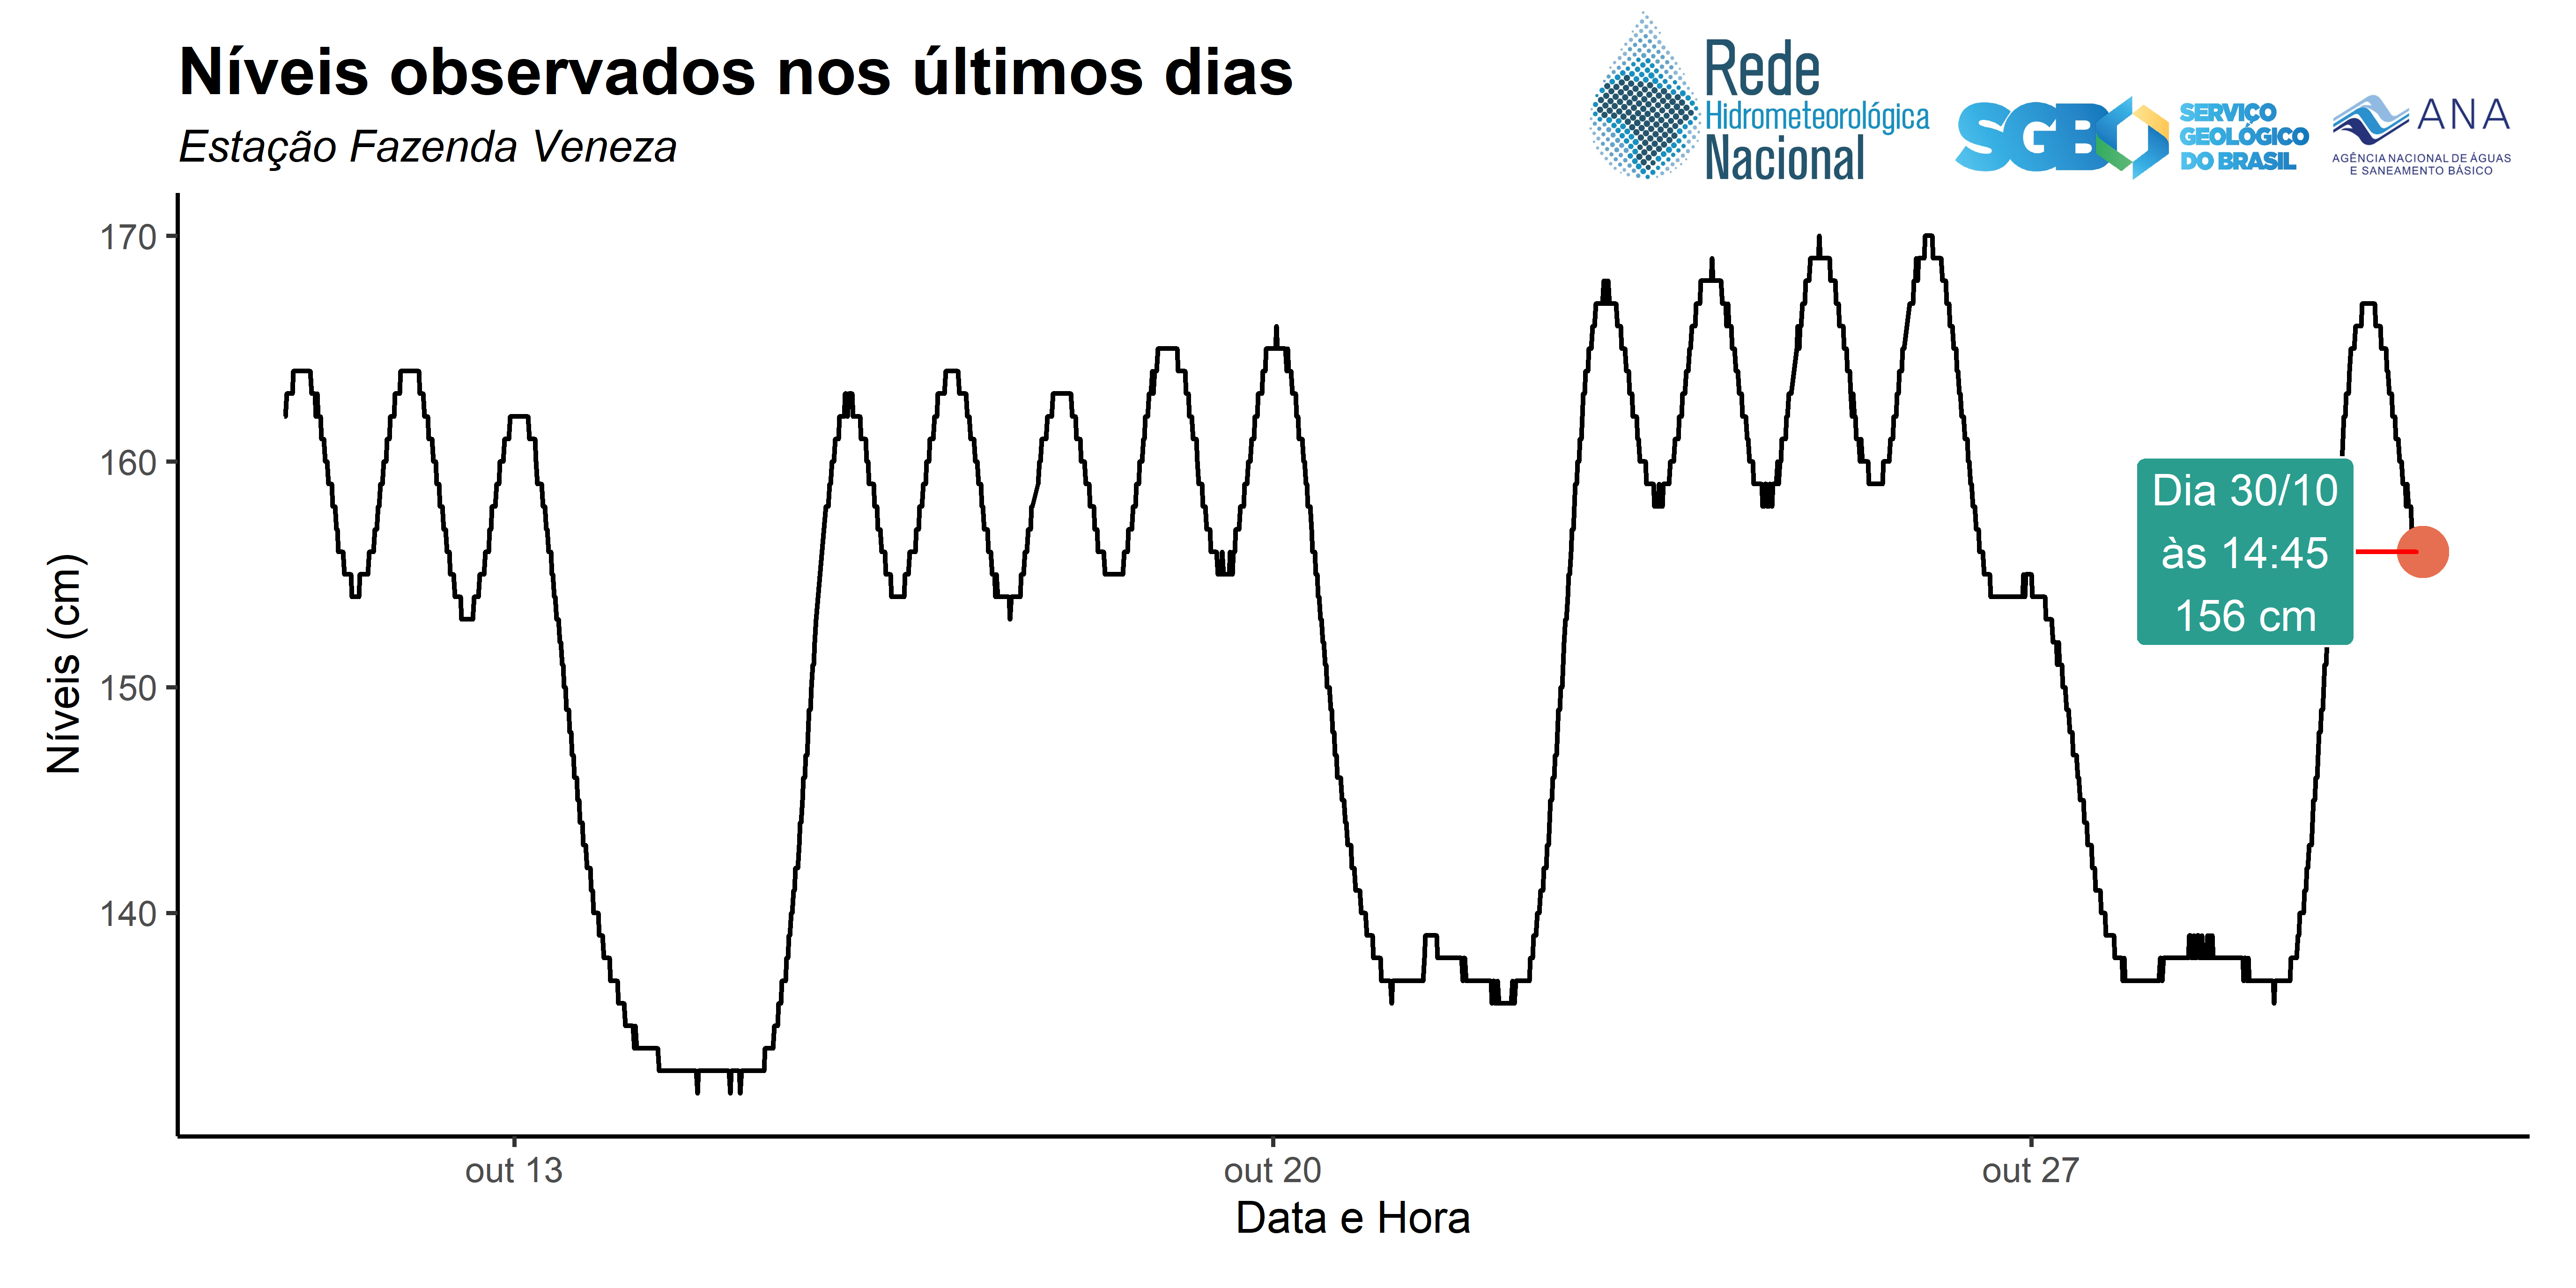 Níveis observados nos últimos dias
Estação Fazenda Veneza
Rede
Hidrometeorológica
Nacional
SGB
SERVIÇO
GEOLÓGICO
DO BRASIL
ANA
AGÊNCIA NACIONAL DE ÁGUAS
E SANEAMENTO BÁSICO
Níveis (cm)
170
160
150
140
Dia 30/10
às 14:45
156 cm
out 13
out 20
out 27
Data e Hora